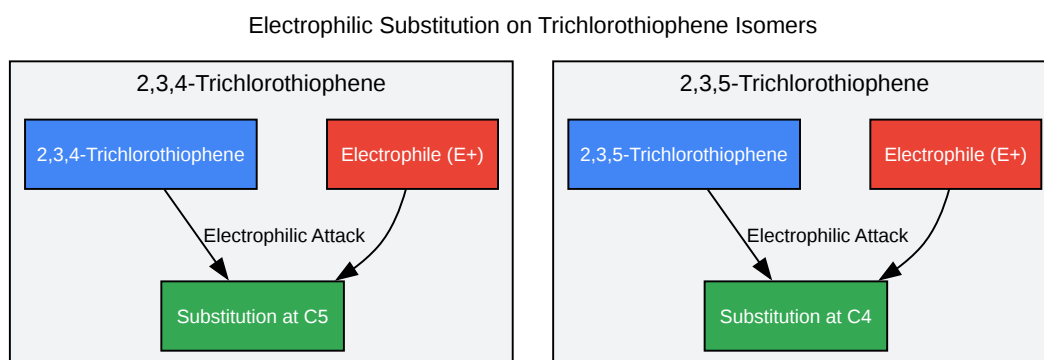 Electrophilic Substitution on Trichlorothiophene Isomers
2,3,4-Trichlorothiophene
2,3,4-Trichlorothiophene
Electrophile (E+)
Electrophilic Attack
Substitution at C5
2,3,5-Trichlorothiophene
2,3,5-Trichlorothiophene
Electrophile (E+)
Electrophilic Attack
Substitution at C4